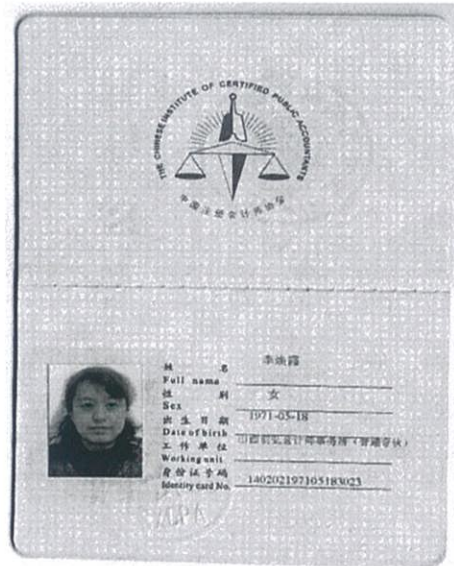 THE CHINESE INSTITUTE OF CERTIFIED PUBLIC ACCOUNTANTS
中国注册会计师协会
姓 名 李焕霞
Full name
性 别 女
Sex
出生日期 1971-05-18
Date of birth
工作单位 会计师事务所（普通合伙）
Working unit
身份证号码 140202197105183023
Identity card No.